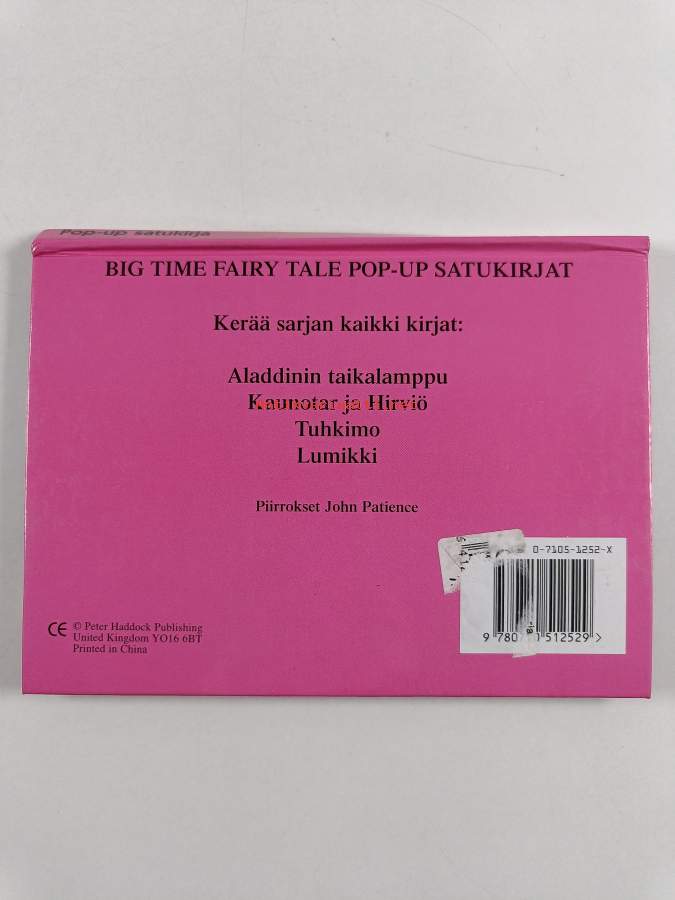 Pop-up satukirja
BIG TIME FAIRY TALE POP-UP SATUKIRJAT
Kerää sarjan kaikki kirjat:
Aladdinin taikalamppu
Kaunotar ja Hirviö
Tuhkimo
Lumikki
Piirrokset John Patience
0-7105-1252-X
9 780 512529 >
CE © Peter Haddock Publishing
United Kingdom YO16 6BT
Printed in China